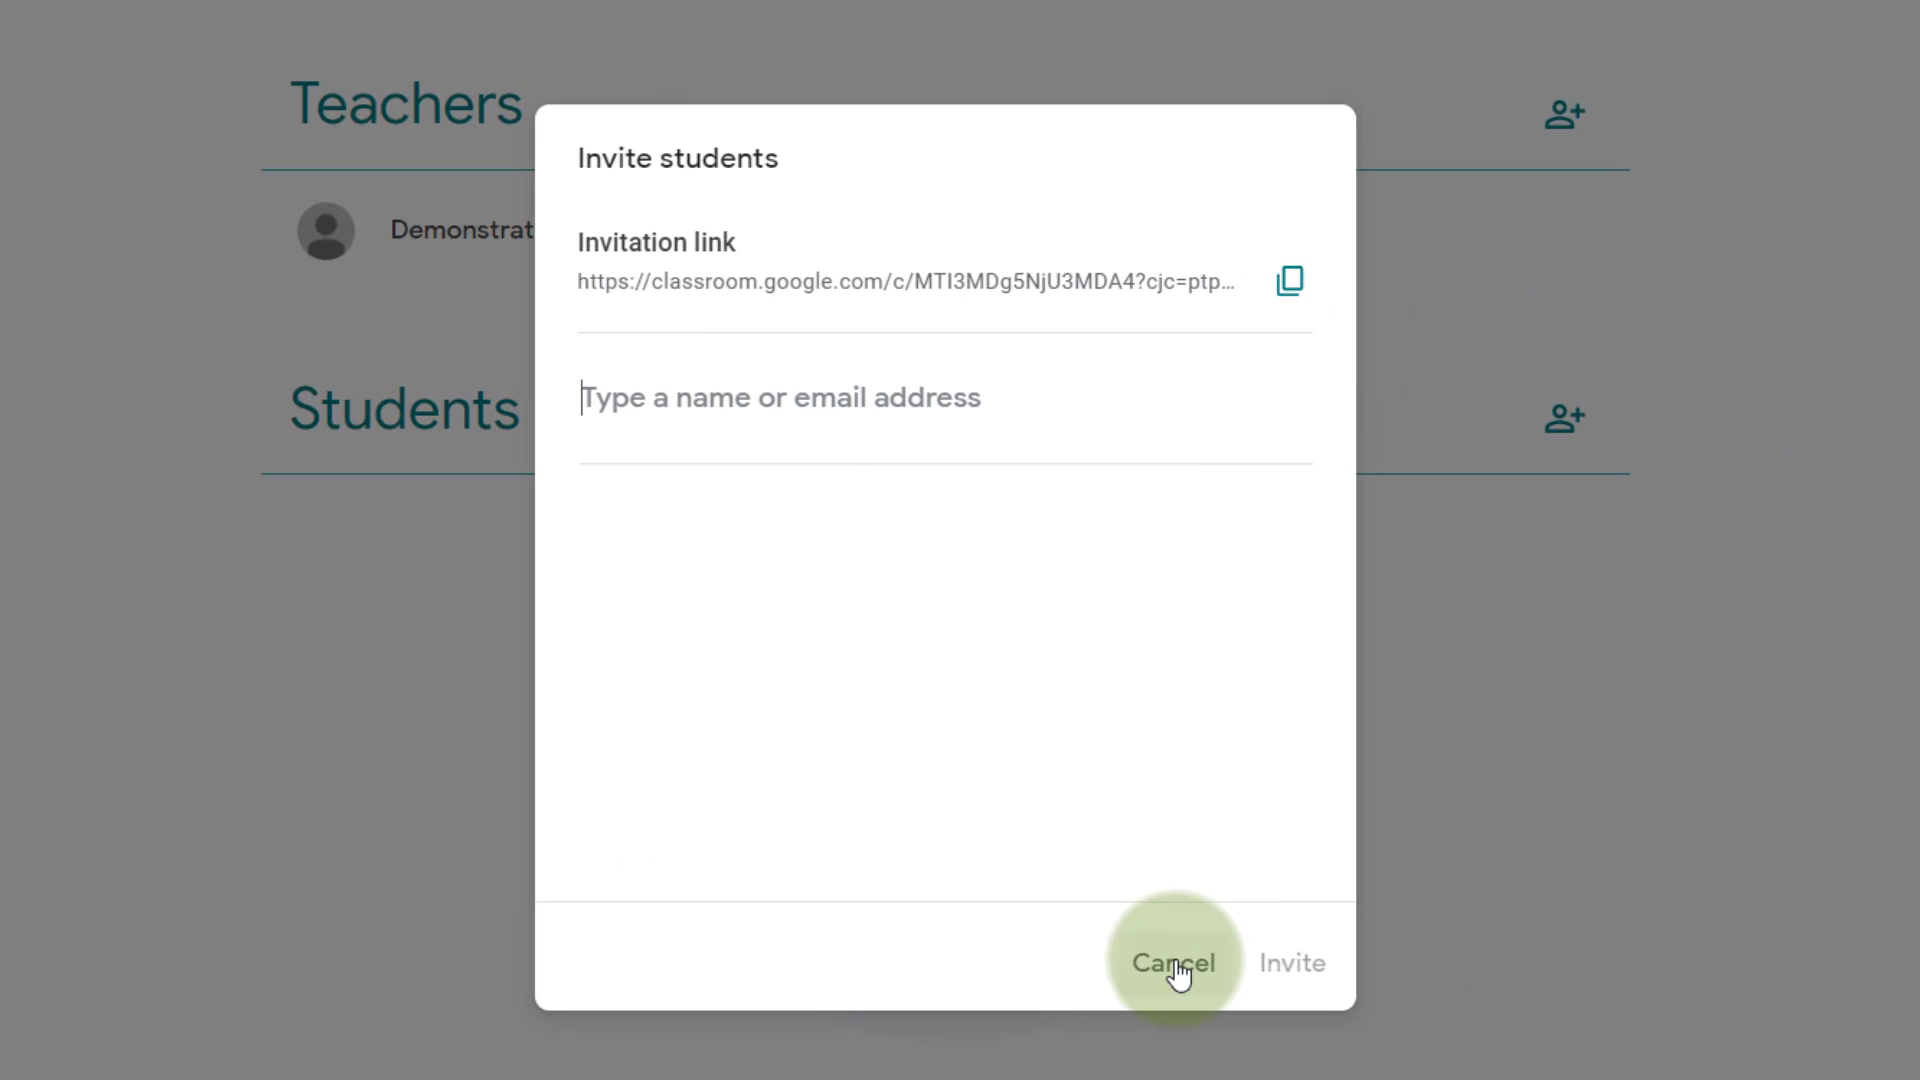 Teachers
Invite students
Demonstrat
Invitation link
https://classroom.google.com/c/MTI3MDg5NjU3MDA4?cjc=ptp...
Type a name or email address
Students
Cancel
Invite